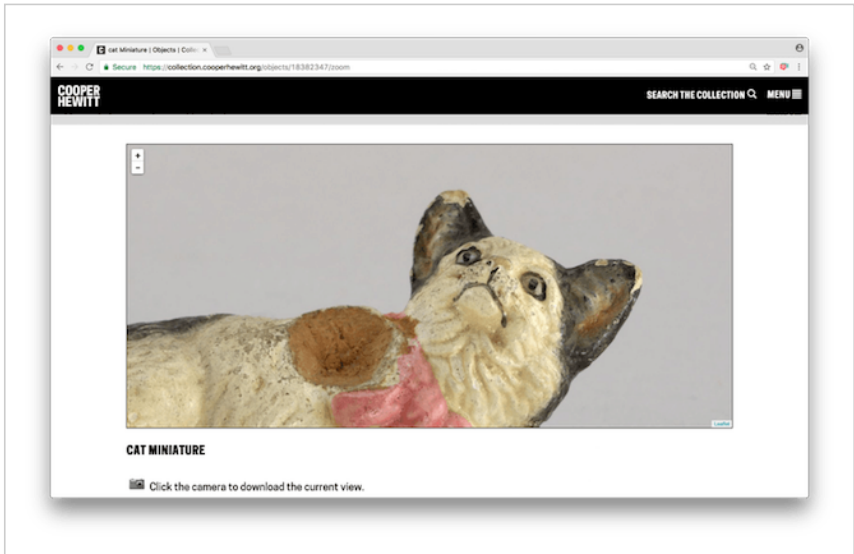 cat Miniature | Objects | Colle
Secure https://collection.cooperhewitt.org/objects/18382347/zoom
COOPER
HEWITT
SEARCH THE COLLECTION MENU
+
-
Leaflet
CAT MINIATURE
Click the camera to download the current view.